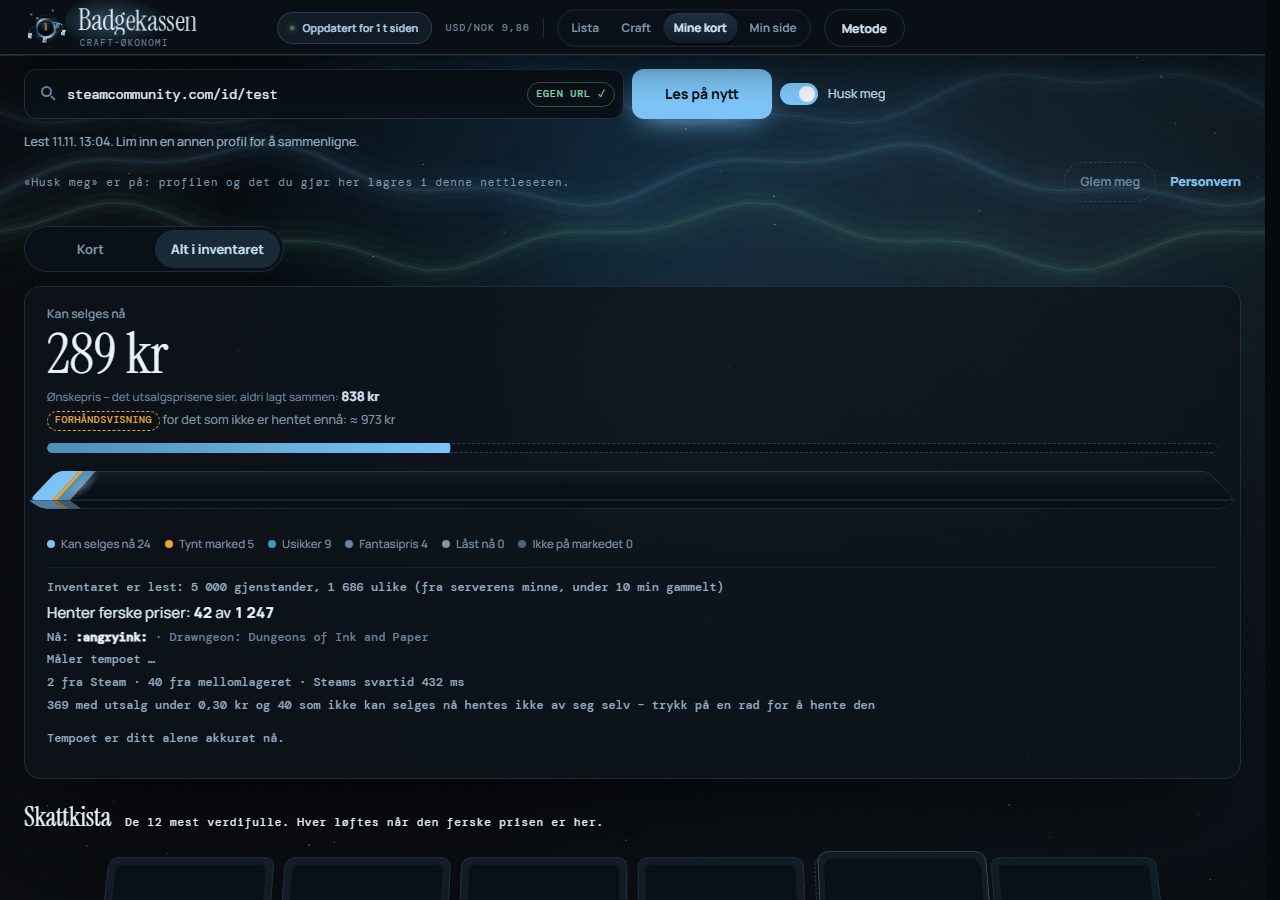 Badgekassen
CRAFT-ØKONOMI
Oppdatert for 1 t siden
USD/NOK 9,86
Lista
Craft
Mine kort
Min side
Metode
steamcommunity.com/id/test
EGEN URL ✓
Les på nytt
Husk meg
Lest 11.11. 13:04. Lim inn en annen profil for å sammenligne.
«Husk meg» er på: profilen og det du gjør her lagres i denne nettleseren.
Glem meg
Personvern
Kort
Alt i inventaret
Kan selges nå
289 kr
Ønskepris – det utsalgsprisene sier, aldri lagt sammen: 838 kr
FORHÅNDSVISNING for det som ikke er hentet ennå: ≈ 973 kr
Kan selges nå 24
Tynt marked 5
Usikker 9
Fantasipris 4
Låst nå 0
Ikke på markedet 0
Inventaret er lest: 5 000 gjenstander, 1 686 ulike (fra serverens minne, under 10 min gammelt)
Henter ferske priser: 42 av 1 247
Nå: :angryink: · Drawngeon: Dungeons of Ink and Paper
Måler tempoet …
2 fra Steam · 40 fra mellomlageret · Steams svartid 432 ms
369 med utsalg under 0,30 kr og 40 som ikke kan selges nå hentes ikke av seg selv – trykk på en rad for å hente den
Tempoet er ditt alene akkurat nå.
Skattkista
De 12 mest verdifulle. Hver løftes når den ferske prisen er her.